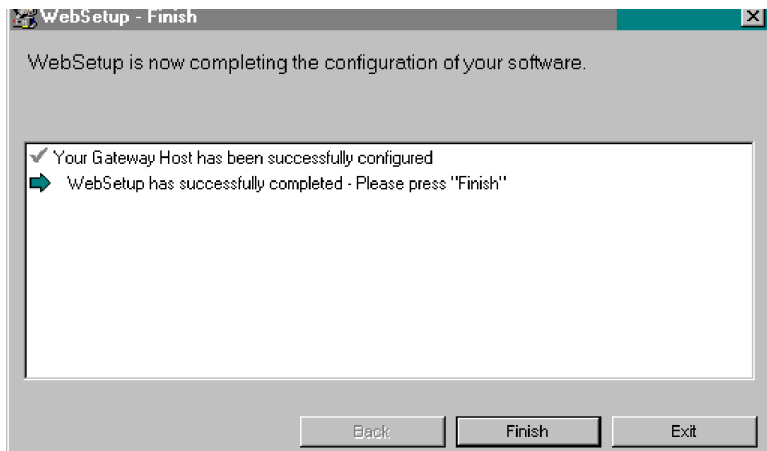 WebSetup - Finish
WebSetup is now completing the configuration of your software.
Your Gateway Host has been successfully configured
WebSetup has successfully completed - Please press "Finish"
Back
Finish
Exit